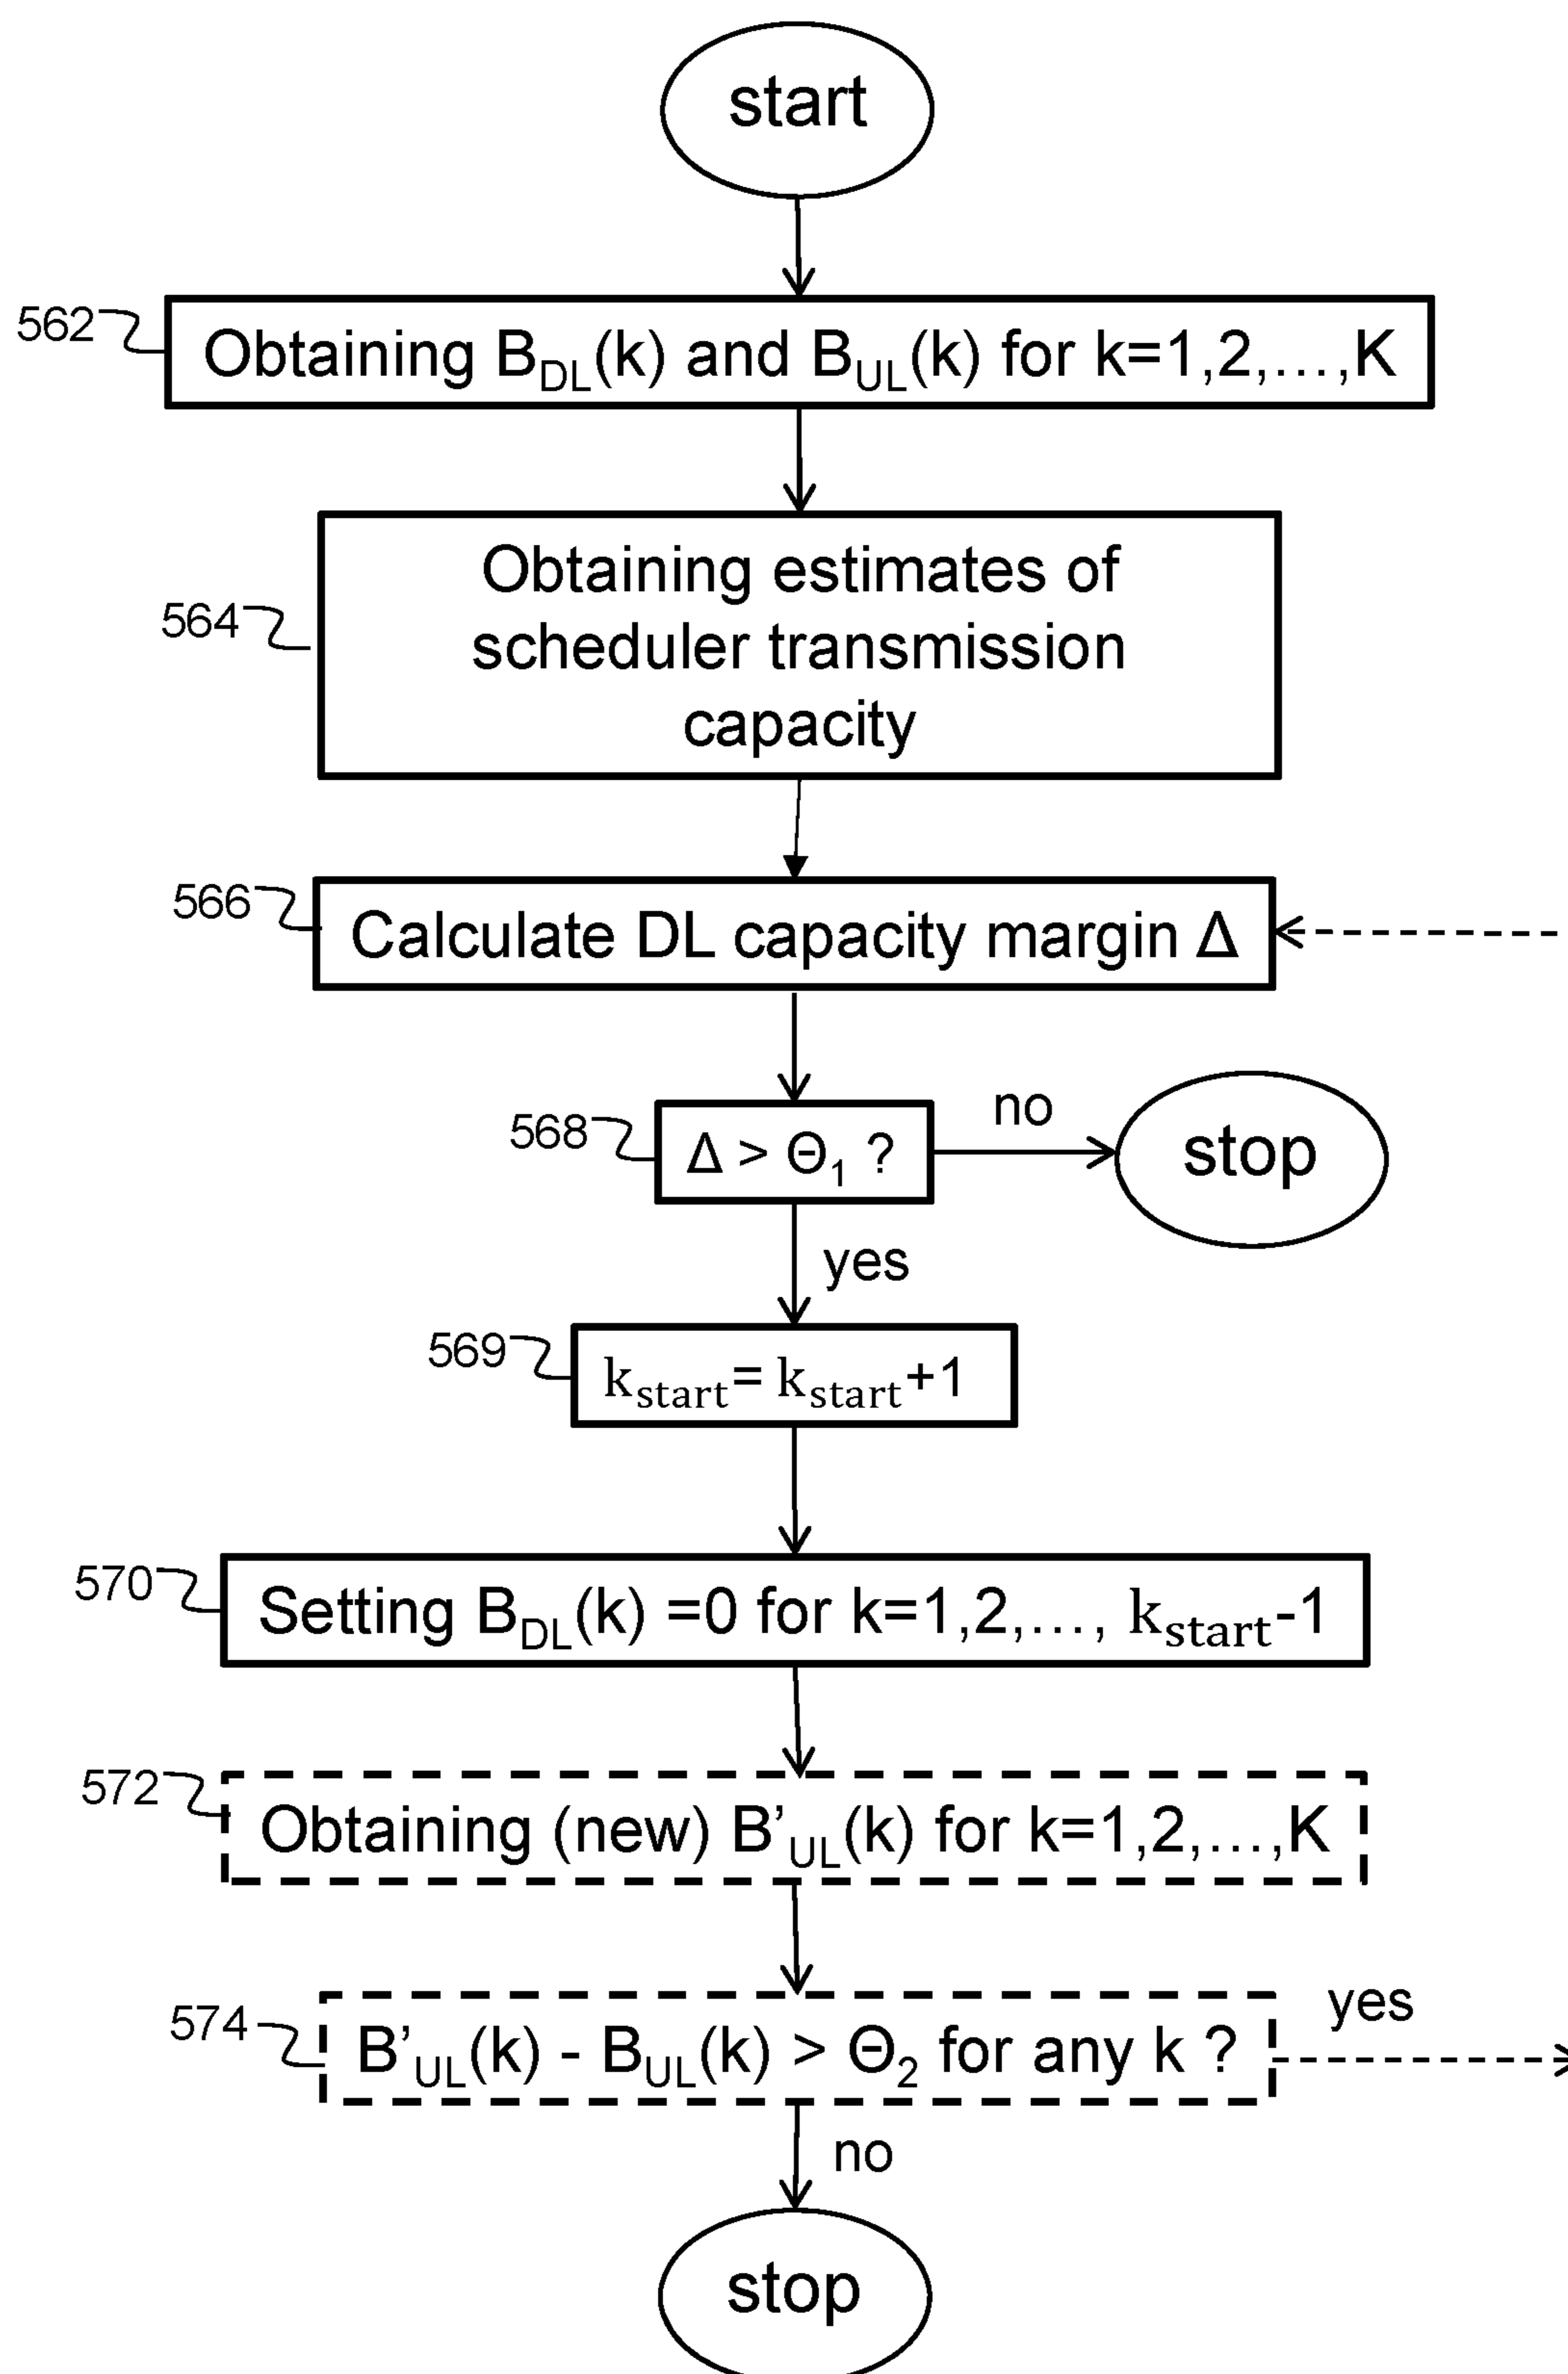 start
562
Obtaining B_DL(k) and B_UL(k) for k=1,2,...,K
564
Obtaining estimates of
scheduler transmission
capacity
566
Calculate DL capacity margin Δ
568
Δ > Θ_1 ?
no
stop
yes
569
k_start= k_start+1
570
Setting B_DL(k) =0 for k=1,2,..., k_start-1
572
Obtaining (new) B’_UL(k) for k=1,2,...,K
574
B’_UL(k) - B_UL(k) > Θ_2 for any k ?
yes
no
stop